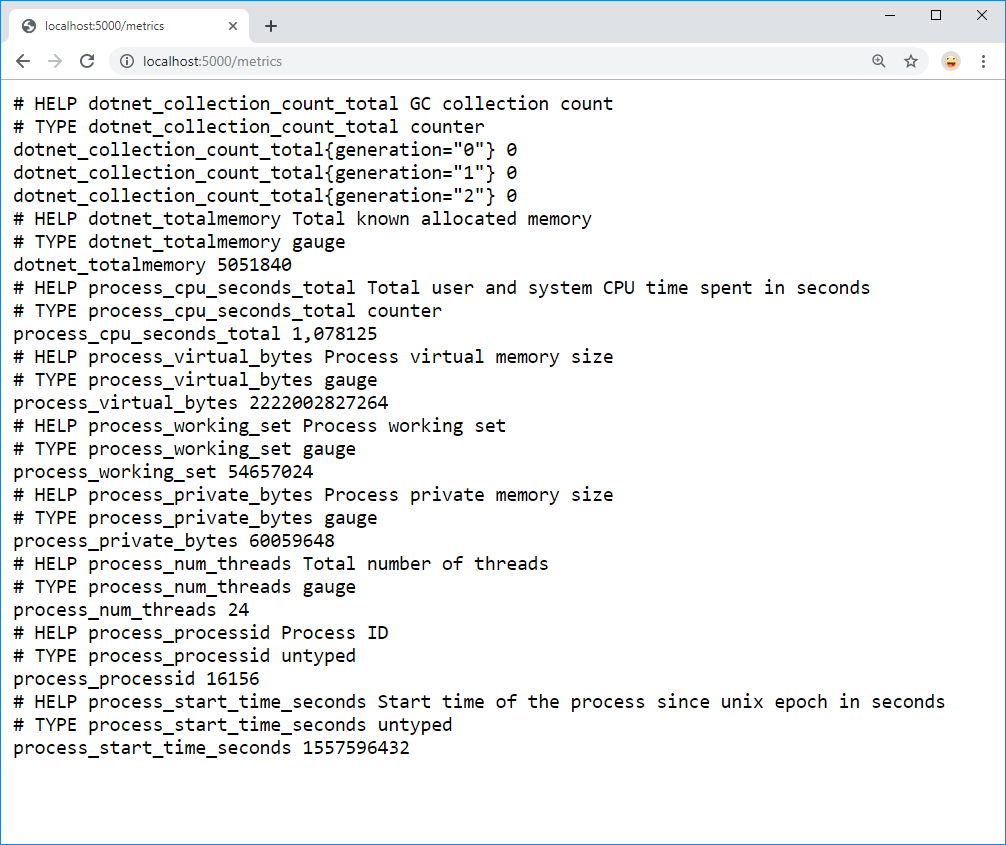 localhost:5000/metrics
localhost:5000/metrics
# HELP dotnet_collection_count_total GC collection count
# TYPE dotnet_collection_count_total counter
dotnet_collection_count_total{generation="0"} 0
dotnet_collection_count_total{generation="1"} 0
dotnet_collection_count_total{generation="2"} 0
# HELP dotnet_totalmemory Total known allocated memory
# TYPE dotnet_totalmemory gauge
dotnet_totalmemory 5051840
# HELP process_cpu_seconds_total Total user and system CPU time spent in seconds
# TYPE process_cpu_seconds_total counter
process_cpu_seconds_total 1,078125
# HELP process_virtual_bytes Process virtual memory size
# TYPE process_virtual_bytes gauge
process_virtual_bytes 2222002827264
# HELP process_working_set Process working set
# TYPE process_working_set gauge
process_working_set 54657024
# HELP process_private_bytes Process private memory size
# TYPE process_private_bytes gauge
process_private_bytes 60059648
# HELP process_num_threads Total number of threads
# TYPE process_num_threads gauge
process_num_threads 24
# HELP process_processid Process ID
# TYPE process_processid untyped
process_processid 16156
# HELP process_start_time_seconds Start time of the process since unix epoch in seconds
# TYPE process_start_time_seconds untyped
process_start_time_seconds 1557596432